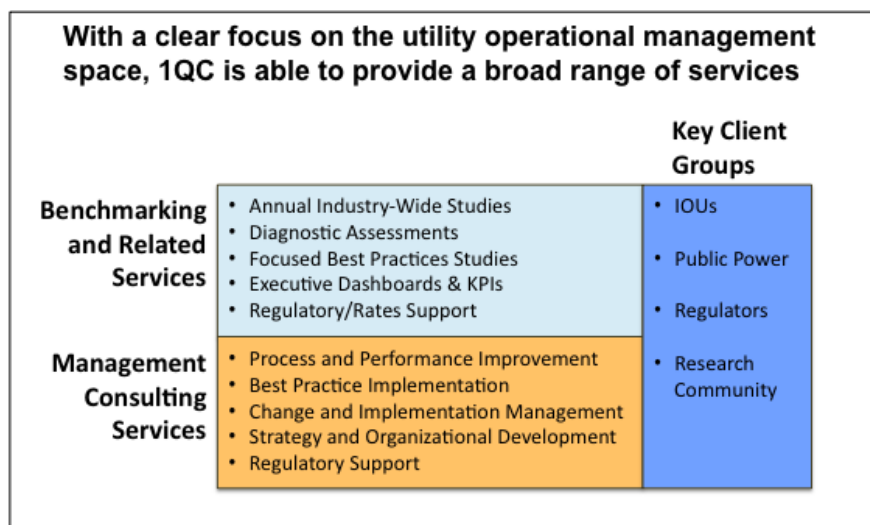 With a clear focus on the utility operational management
space, 1QC is able to provide a broad range of services
Key Client
Groups
Benchmarking
and Related
Services
• Annual Industry-Wide Studies
• Diagnostic Assessments
• Focused Best Practices Studies
• Executive Dashboards & KPIs
• Regulatory/Rates Support
• IOUs
• Public Power
• Regulators
• Research
Community
Management
Consulting
Services
• Process and Performance Improvement
• Best Practice Implementation
• Change and Implementation Management
• Strategy and Organizational Development
• Regulatory Support